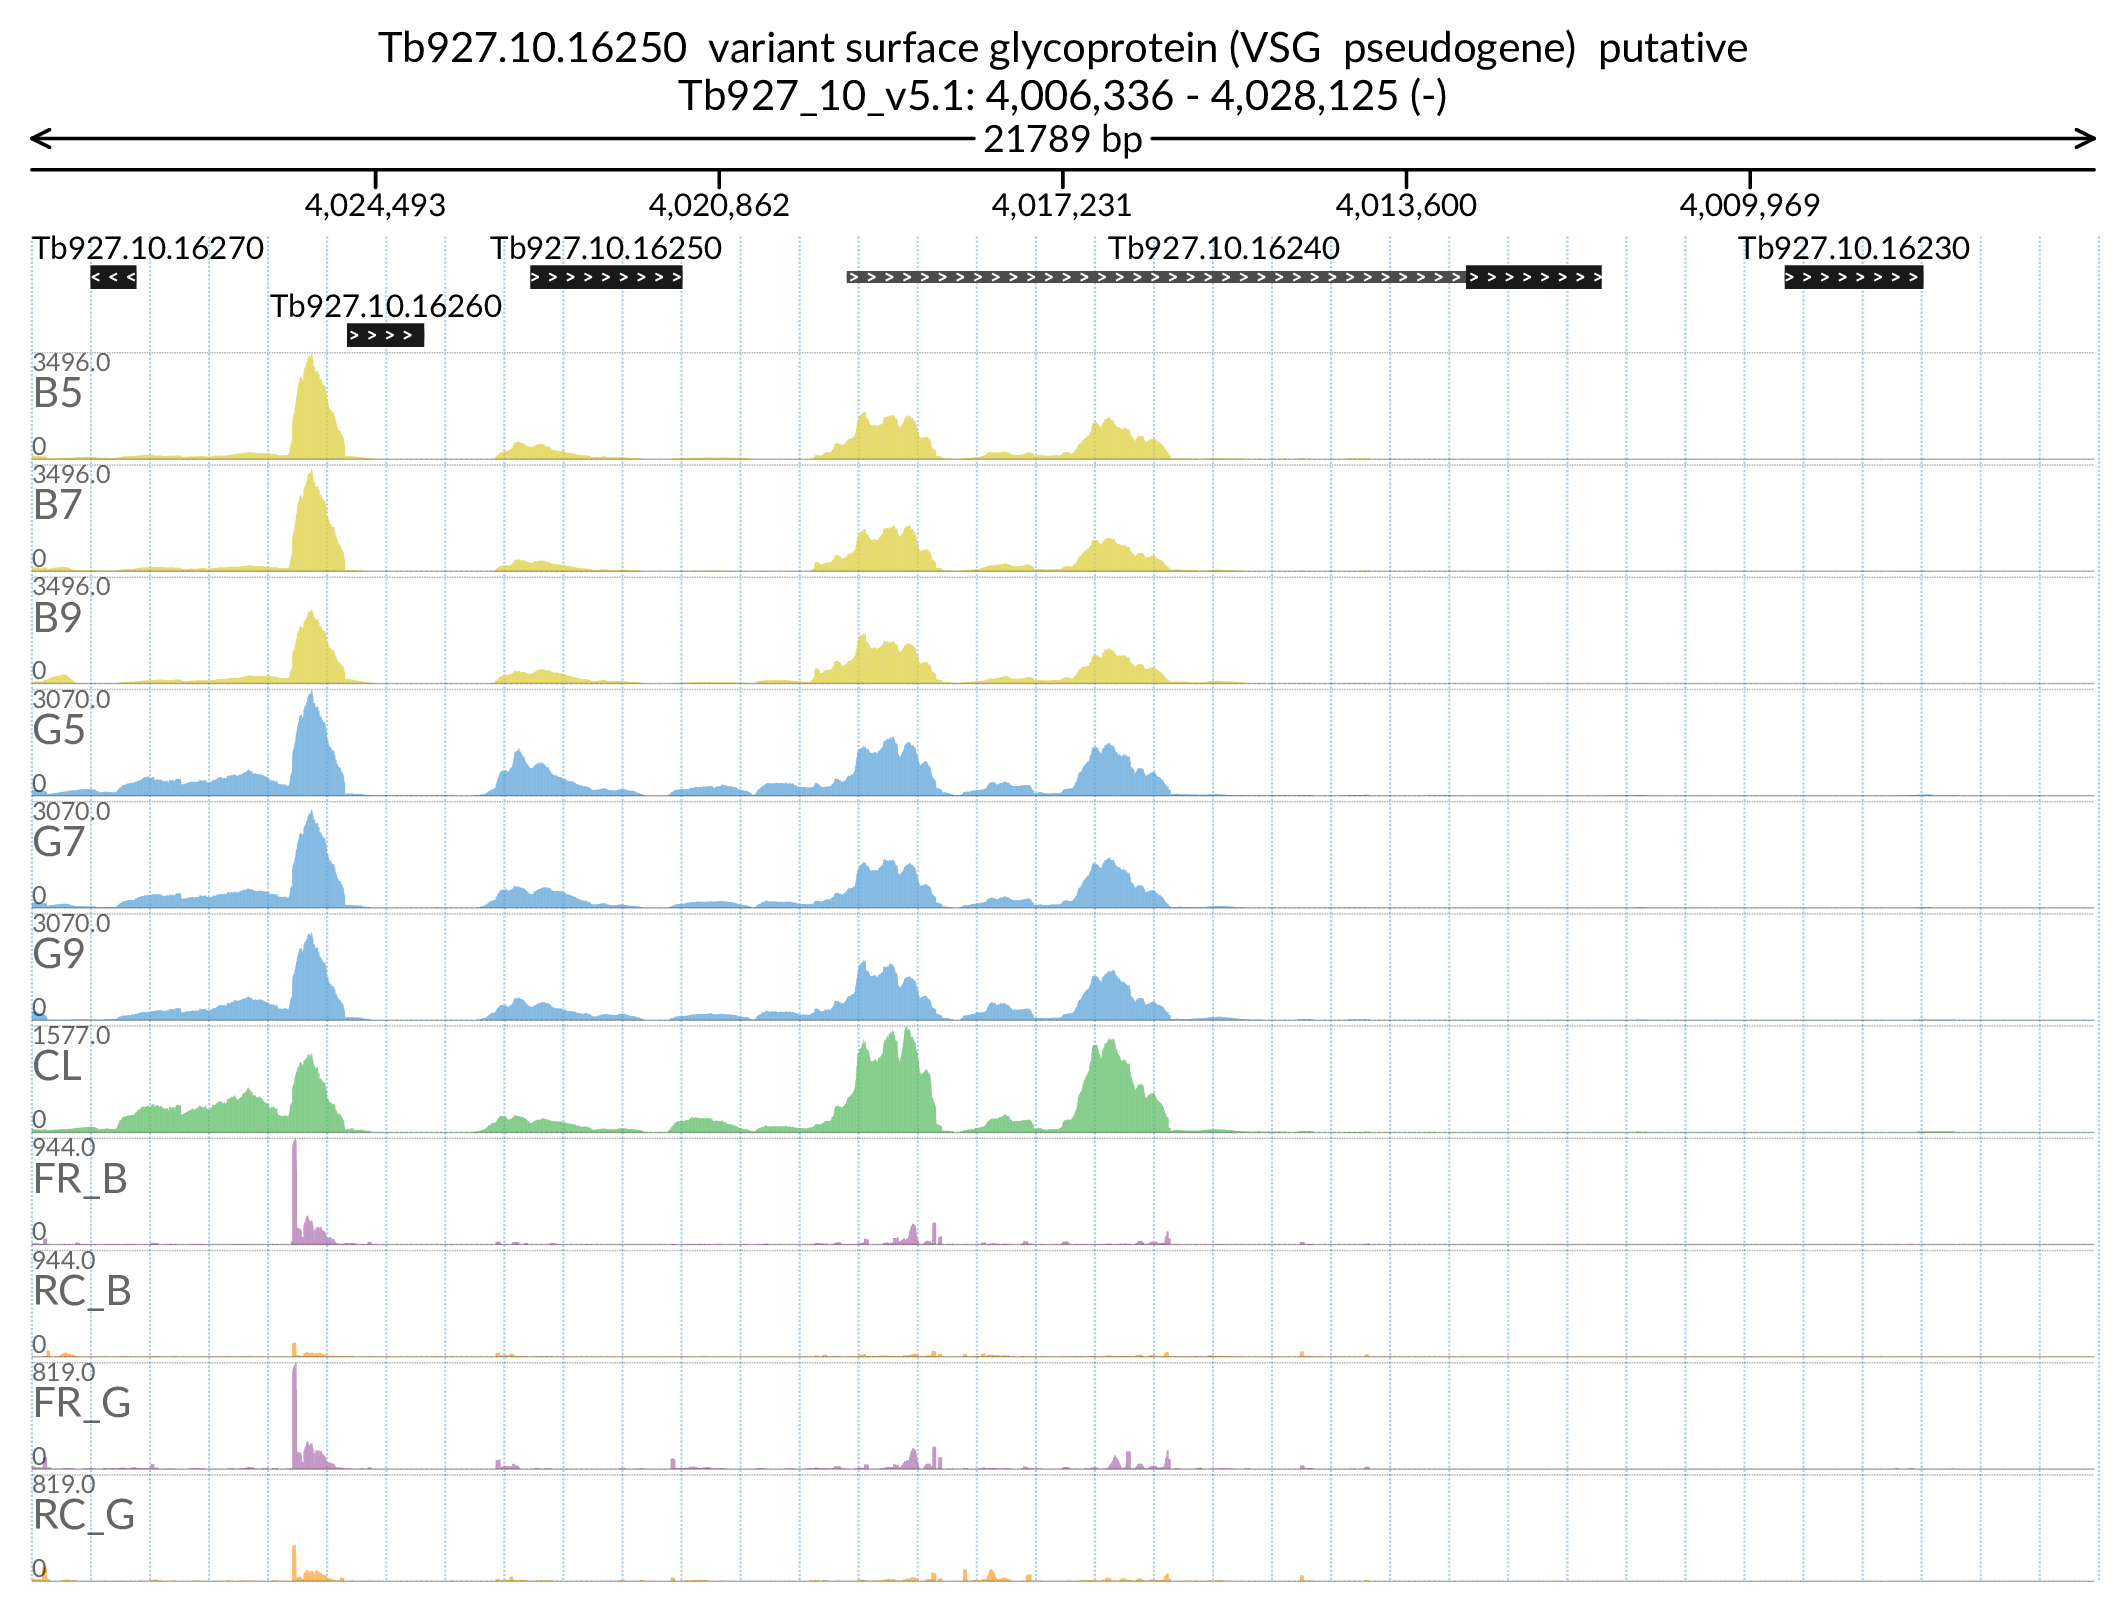 Tb927.10.16250  variant surface glycoprotein (VSG  pseudogene)  putative
Tb927_10_v5.1: 4,006,336 - 4,028,125 (-)
21789 bp
4,024,493 4,020,862 4,017,231 4,013,600 4,009,969
Tb927.10.16270 Tb927.10.16250 Tb927.10.16240 Tb927.10.16230
Tb927.10.16260
3496.0
B5
0
3496.0
B7
0
3496.0
B9
0
3070.0
G5
0
3070.0
G7
0
3070.0
G9
0
1577.0
CL
0
944.0
FR_B
0
944.0
RC_B
0
819.0
FR_G
0
819.0
RC_G
0